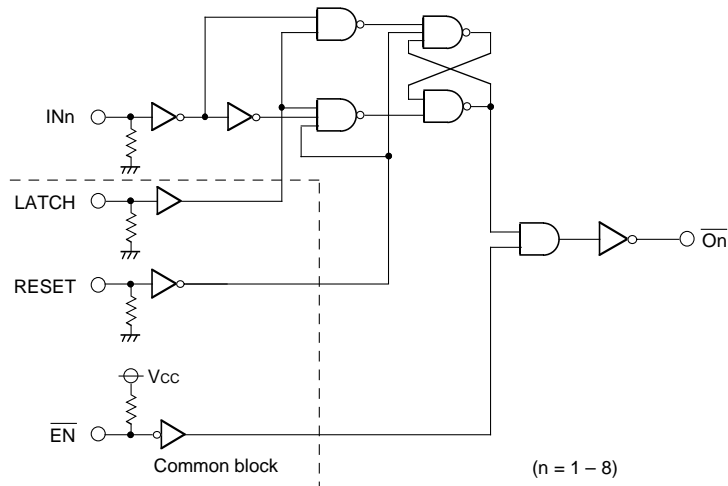 INn
LATCH
RESET
On
Vcc
EN
Common block
(n = 1 – 8)